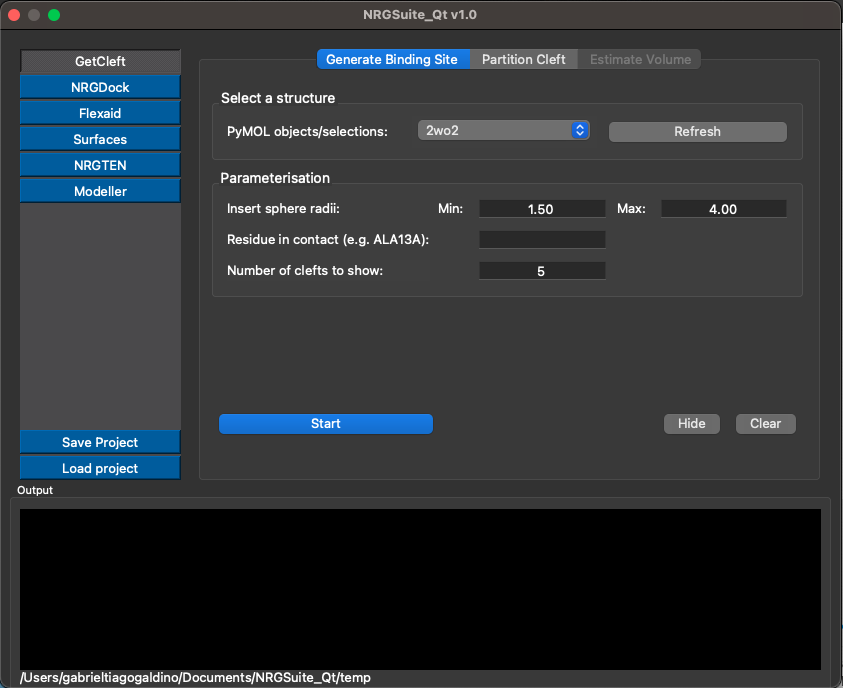 NRGSuite_Qt v1.0
GetCleft
NRGDock
Flexaid
Surfaces
NRGTEN
Modeller
Save Project
Load project
Generate Binding Site Partition Cleft Estimate Volume
Select a structure
PyMOL objects/selections: 2wo2 Refresh
Parameterisation
Insert sphere radii: Min: 1.50 Max: 4.00
Residue in contact (e.g. ALA13A):
Number of clefts to show: 5
Start Hide Clear
Output
/Users/gabrieltiagogaldino/Documents/NRGSuite_Qt/temp